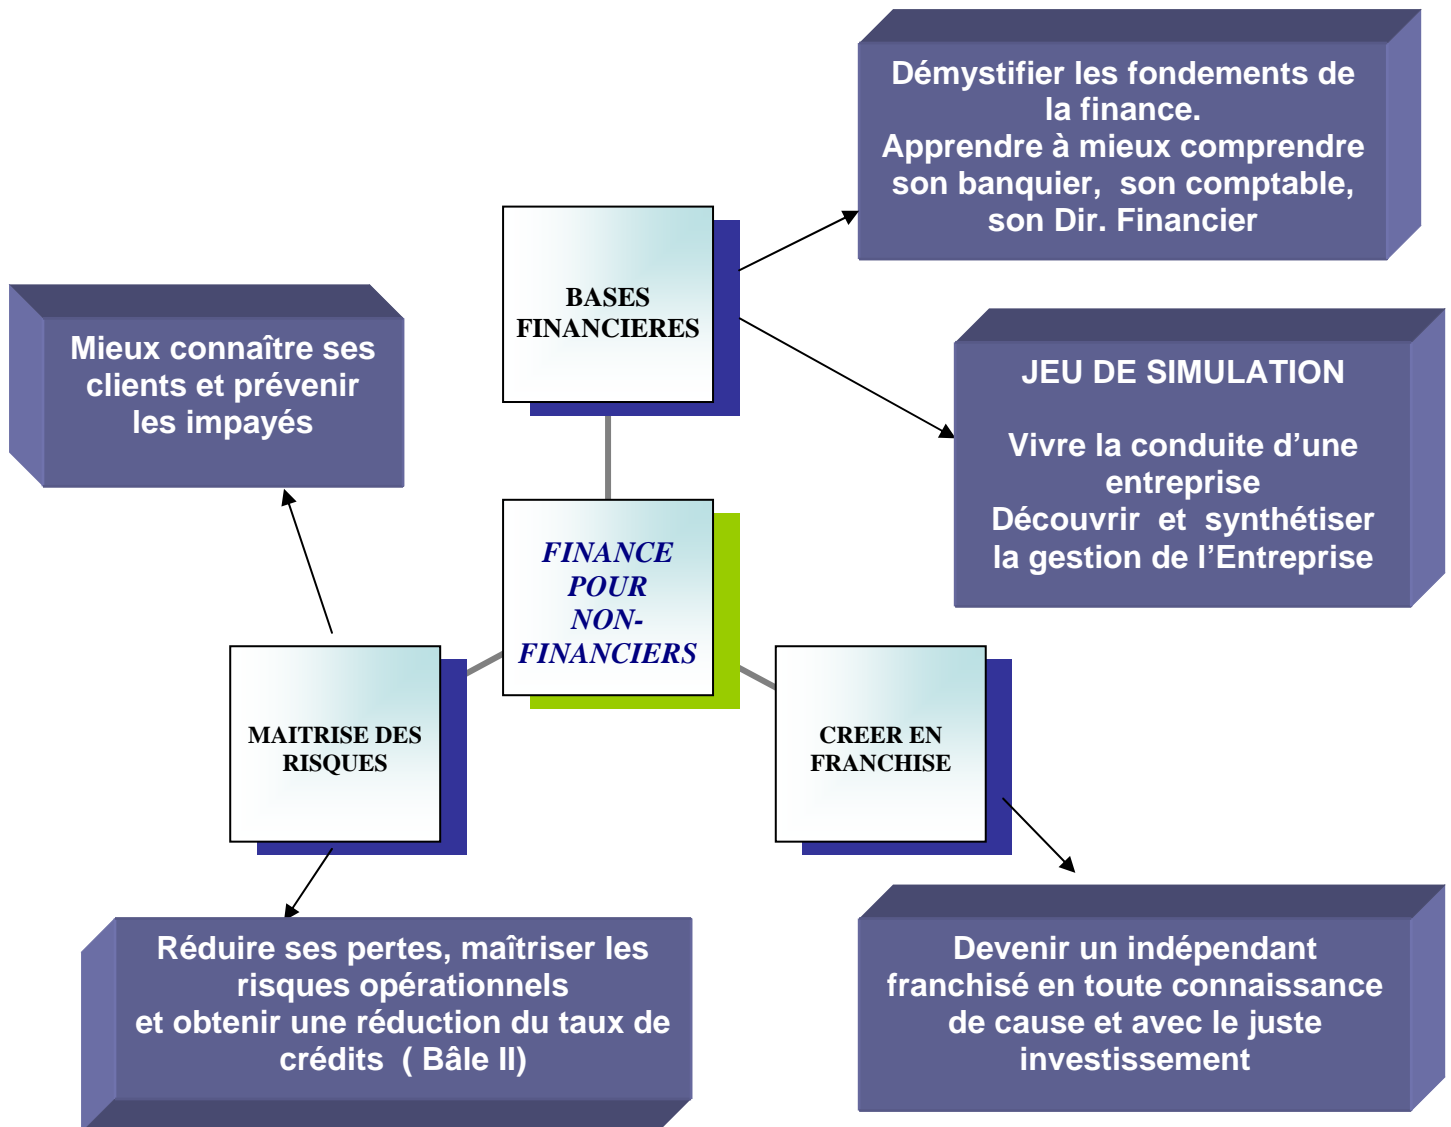 Démystifier les fondements de
la finance.
Apprendre à mieux comprendre
son banquier, son comptable,
son Dir. Financier
BASES
FINANCIERES
Mieux connaître ses
clients et prévenir
les impayés
JEU DE SIMULATION
Vivre la conduite d’une
entreprise
Découvrir et synthétiser
la gestion de l’Entreprise
FINANCE
POUR
NON-
FINANCIERS
MAITRISE DES
RISQUES
CREER EN
FRANCHISE
Réduire ses pertes, maîtriser les
risques opérationnels
et obtenir une réduction du taux de
crédits ( Bâle II)
Devenir un indépendant
franchisé en toute connaissance
de cause et avec le juste
investissement